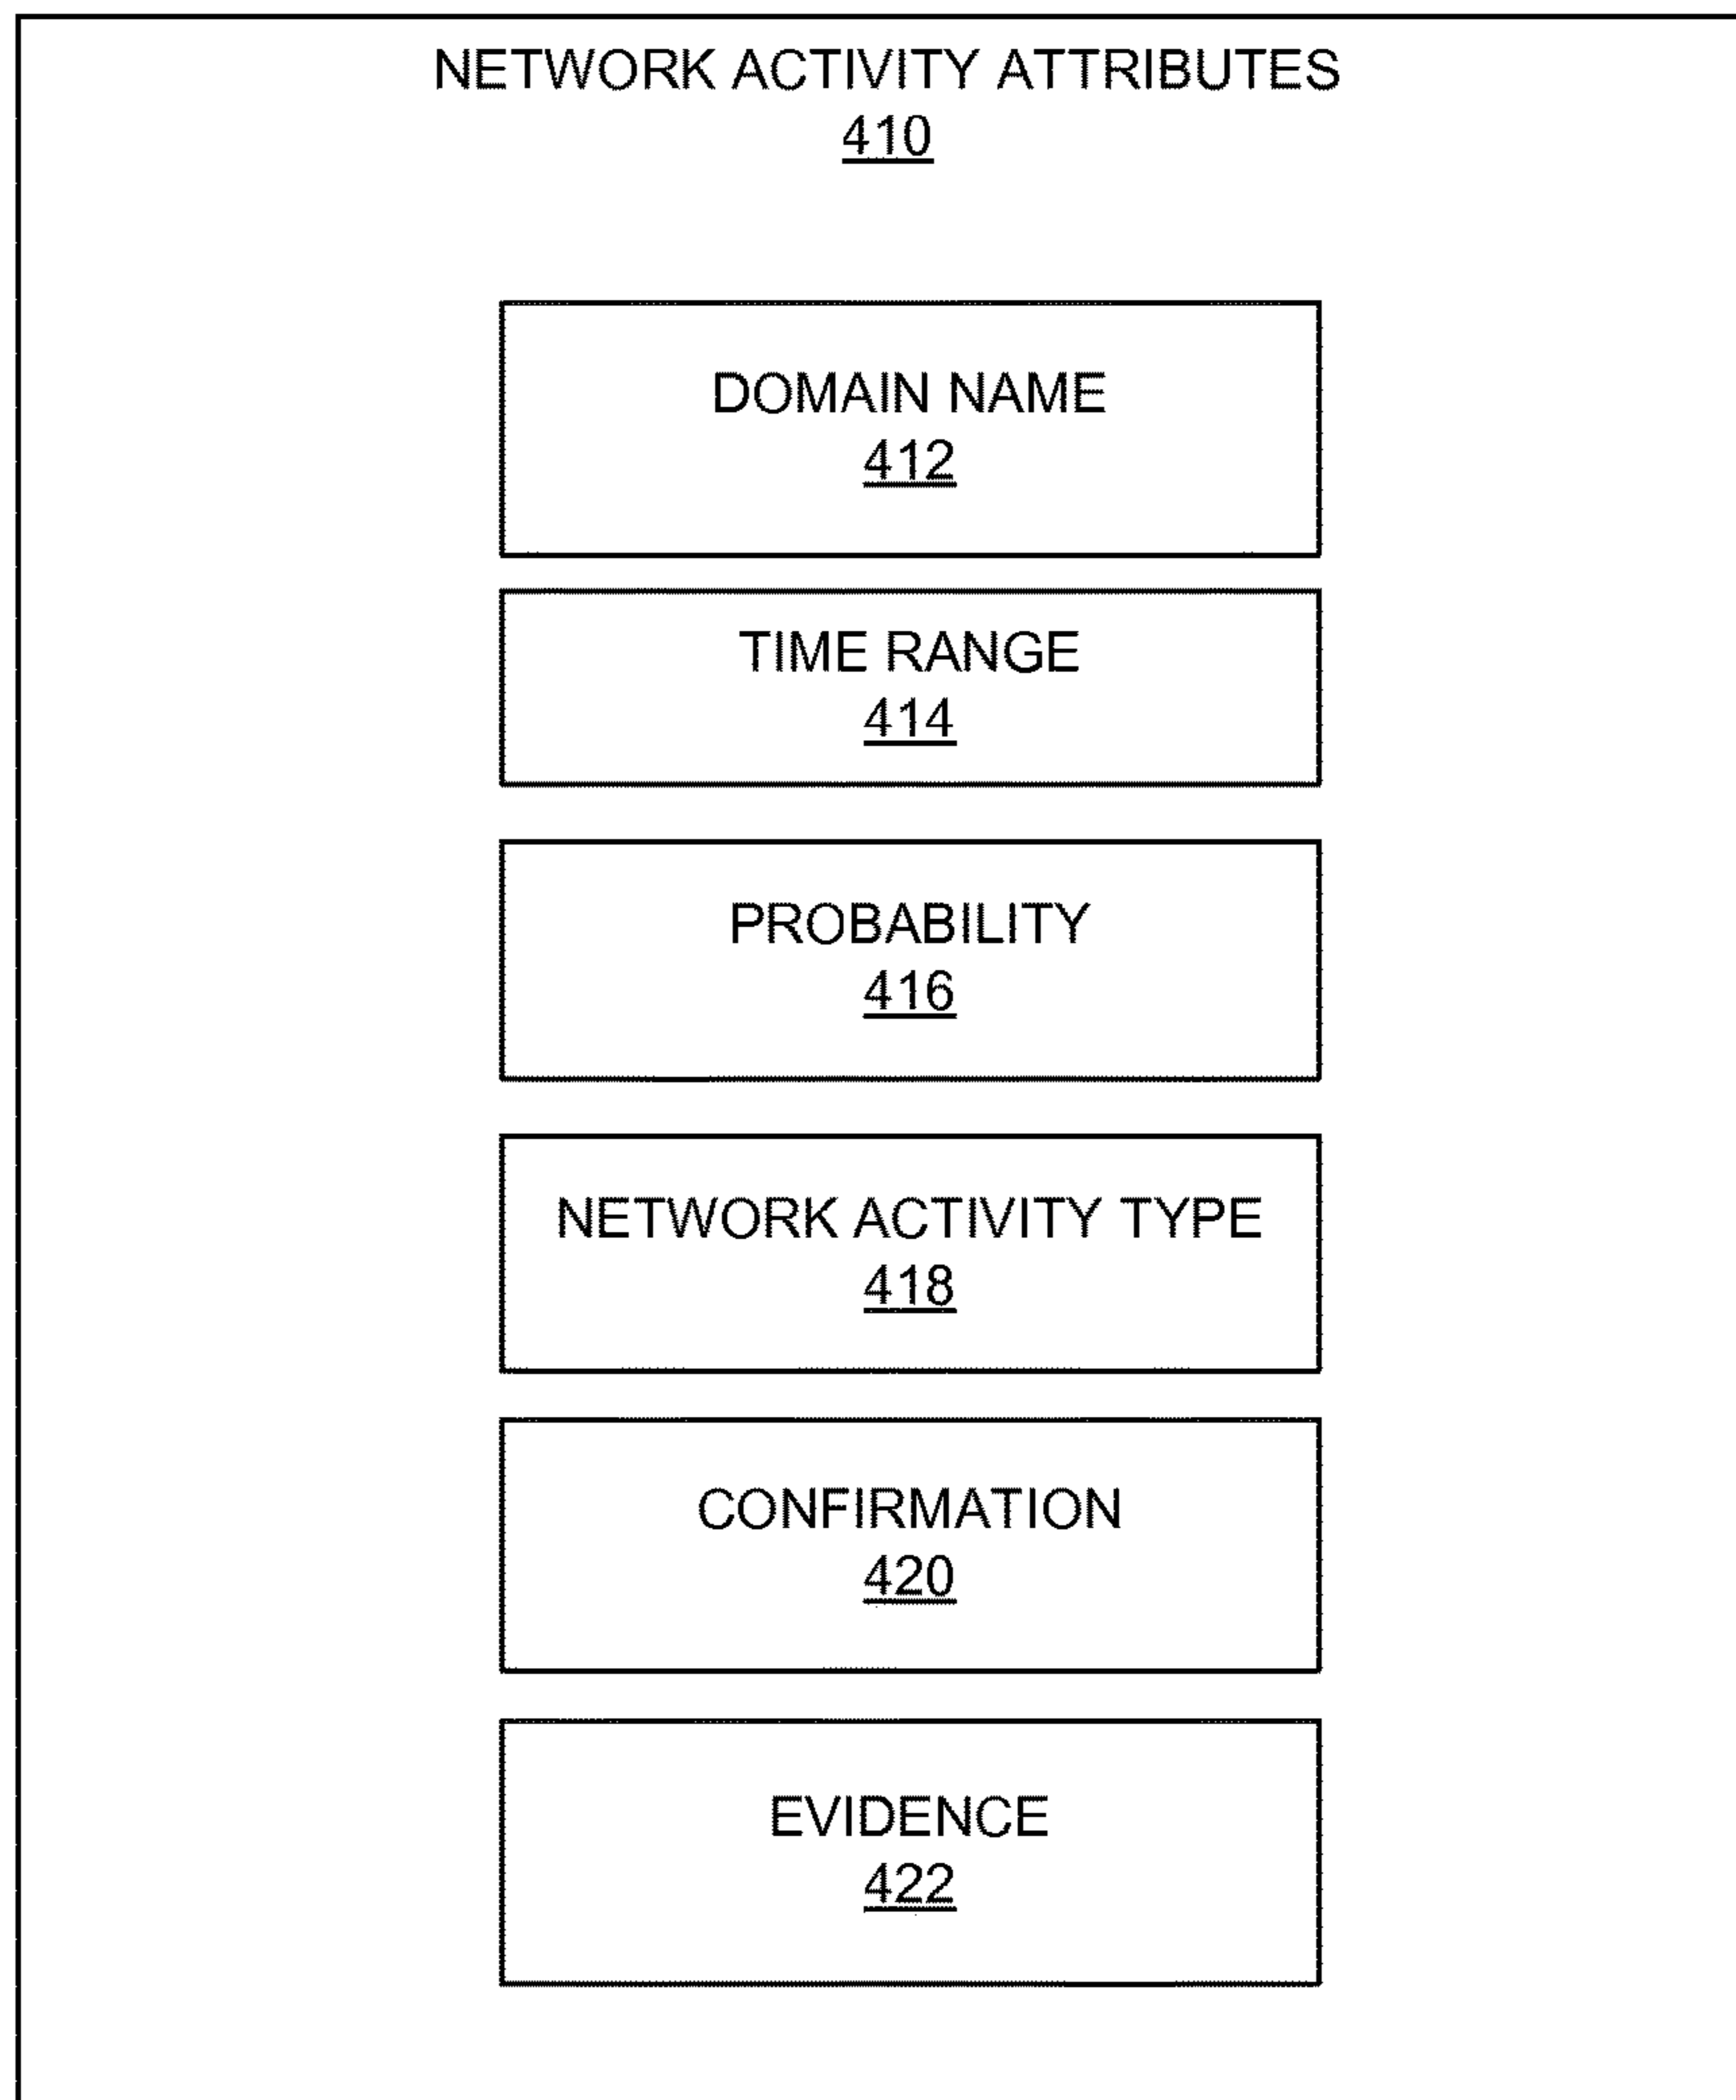 NETWORK ACTIVITY ATTRIBUTES
410
DOMAIN NAME
412
TIME RANGE
414
PROBABILITY
416
NETWORK ACTIVITY TYPE
418
CONFIRMATION
420
EVIDENCE
422